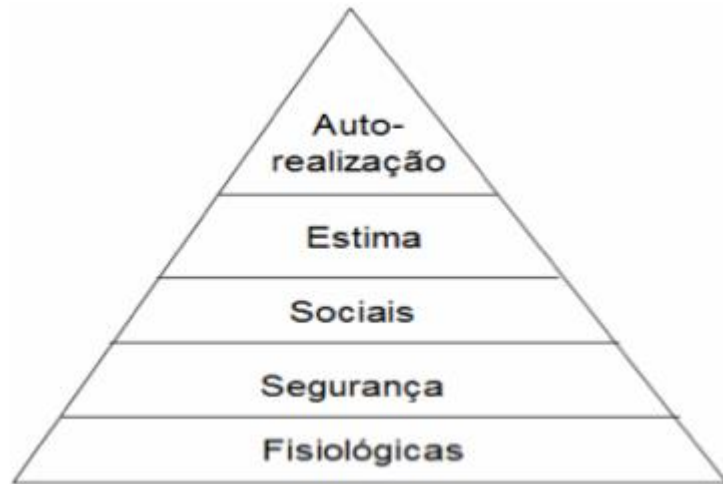 Auto-
realização
Estima
Sociais
Segurança
Fisiológicas